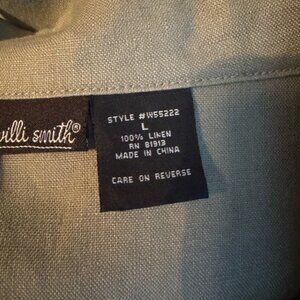 willi smith®
STYLE #W55222
L
100% LINEN
RN 81913
MADE IN CHINA
CARE ON REVERSE